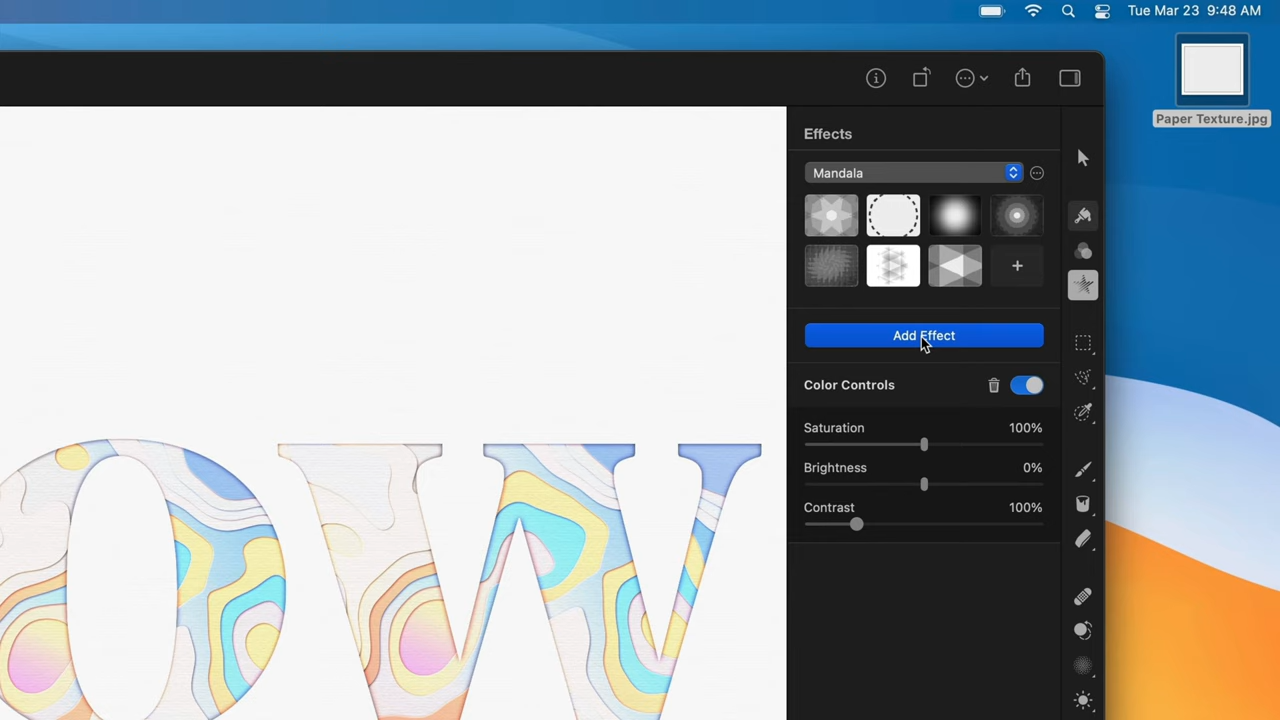 Tue Mar 23 9:48 AM
Paper Texture.jpg
Effects
Mandala
Add Effect
Color Controls
Saturation 100%
Brightness 0%
Contrast 100%
OW